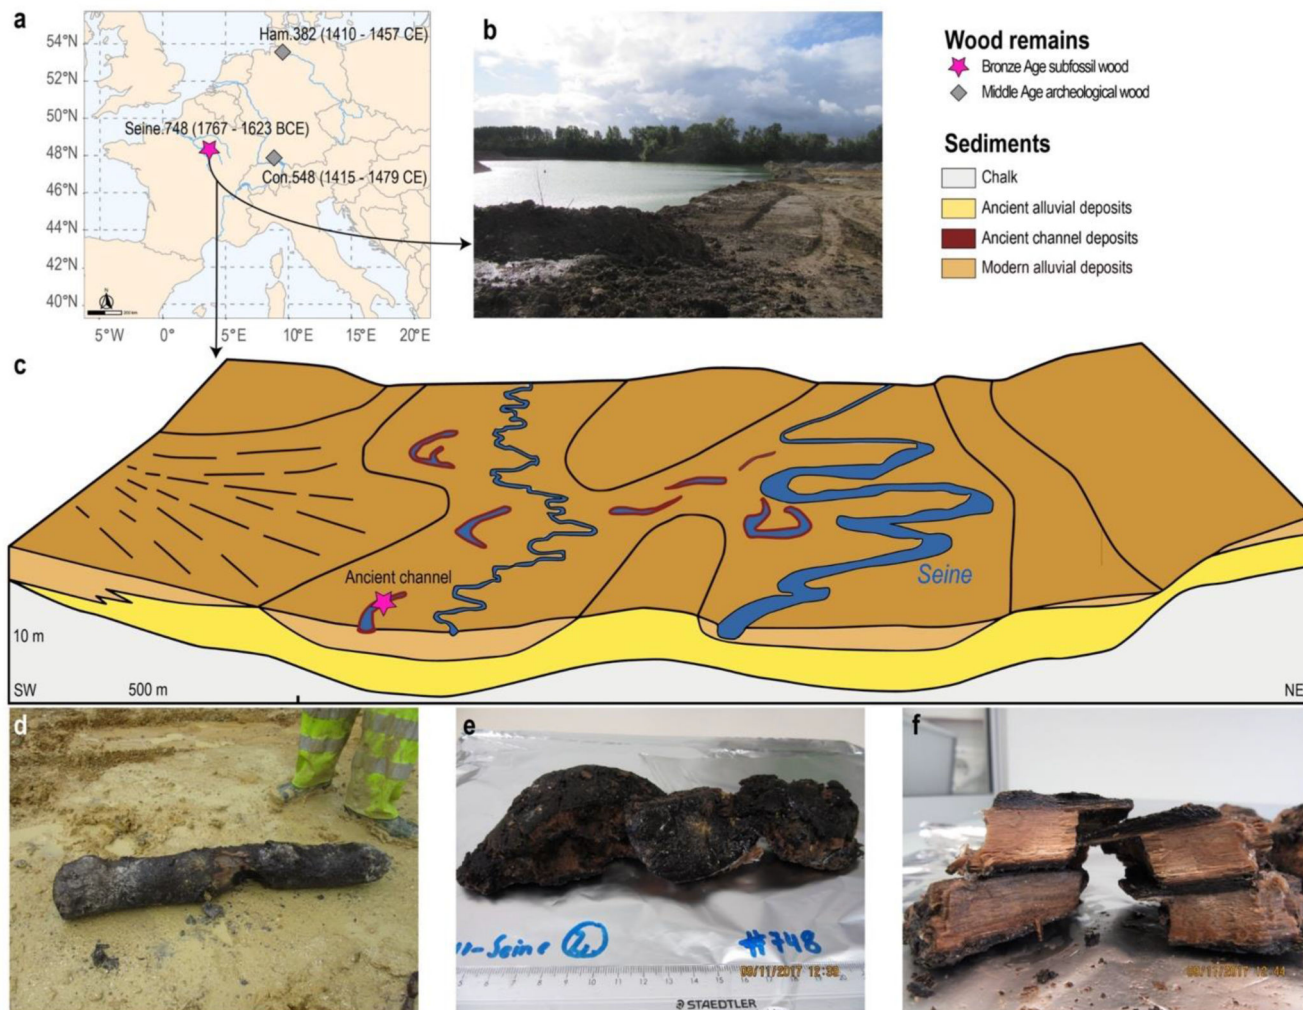 a
54°N
52°N
50°N
48°N
46°N
44°N
42°N
40°N
5°W 0° 5°E 10°E 15°E 20°E
Ham.382 (1410 - 1457 CE)
Seine.748 (1767 - 1623 BCE)
Con.548 (1415 - 1479 CE)
N
b
Wood remains
Bronze Age subfossil wood
Middle Age archeological wood
Sediments
Chalk
Ancient alluvial deposits
Ancient channel deposits
Modern alluvial deposits
c
Ancient channel
Seine
10 m
SW
500 m
NE
d
e
-Seine
#748
09/11/2017
STAEDTLER
f